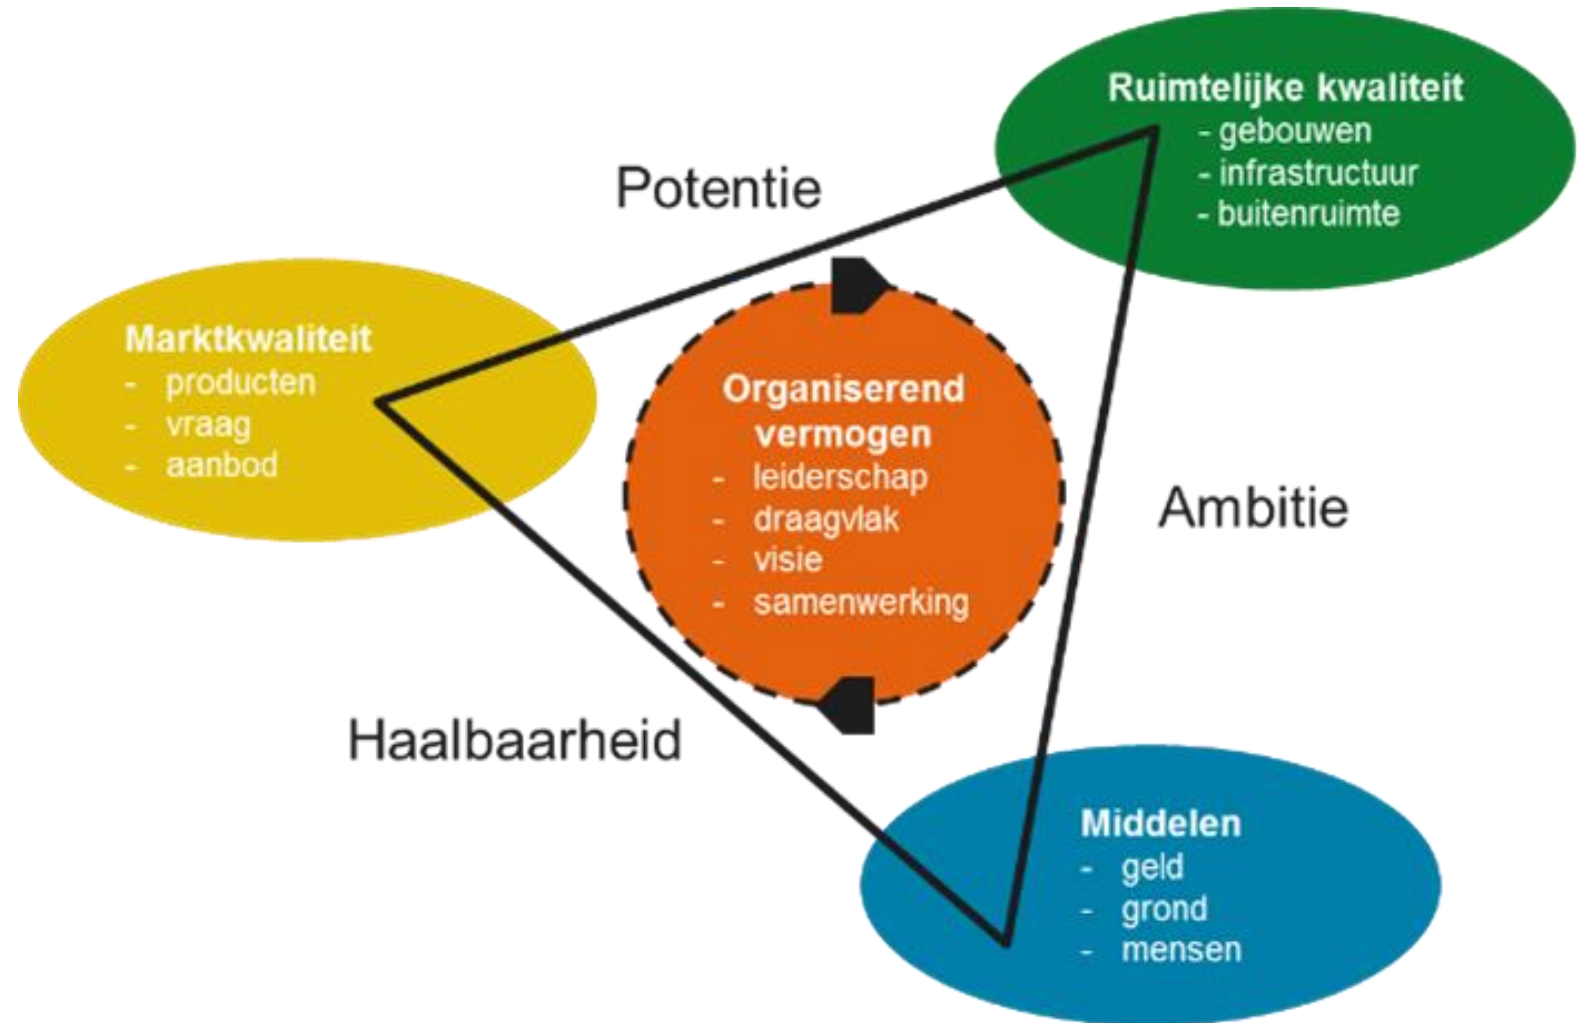 Ruimtelijke kwaliteit
- gebouwen
- infrastructuur
- buitenruimte
Potentie
Marktkwaliteit
- producten
- vraag
- aanbod
Organiserend
vermogen
- leiderschap
- draagvlak
- visie
- samenwerking
Ambitie
Haalbaarheid
Middelen
- geld
- grond
- mensen